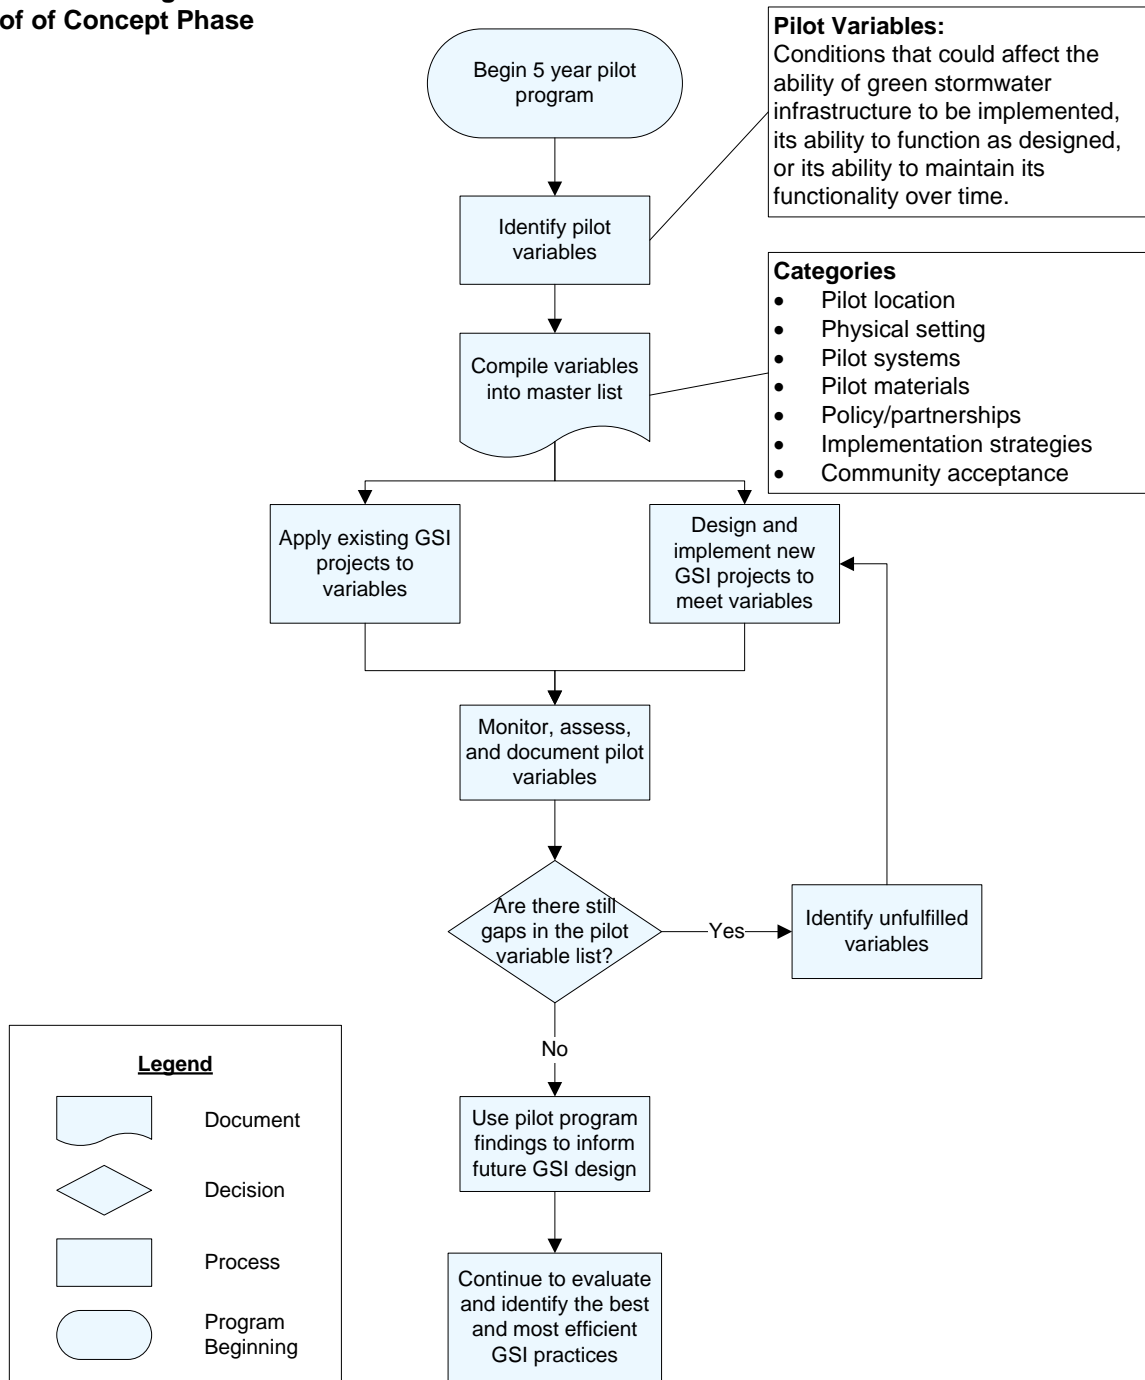 of of Concept Phase
Begin 5 year pilot
program
Pilot Variables:
Conditions that could affect the
ability of green stormwater
infrastructure to be implemented,
its ability to function as designed,
or its ability to maintain its
functionality over time.
Identify pilot
variables
Categories
• Pilot location
• Physical setting
• Pilot systems
• Pilot materials
• Policy/partnerships
• Implementation strategies
• Community acceptance
Compile variables
into master list
Apply existing GSI
projects to
variables
Design and
implement new
GSI projects to
meet variables
Monitor, assess,
and document pilot
variables
Are there still
gaps in the pilot
variable list?
Yes
Identify unfulfilled
variables
No
Use pilot program
findings to inform
future GSI design
Continue to evaluate
and identify the best
and most efficient
GSI practices
Legend
Document
Decision
Process
Program
Beginning